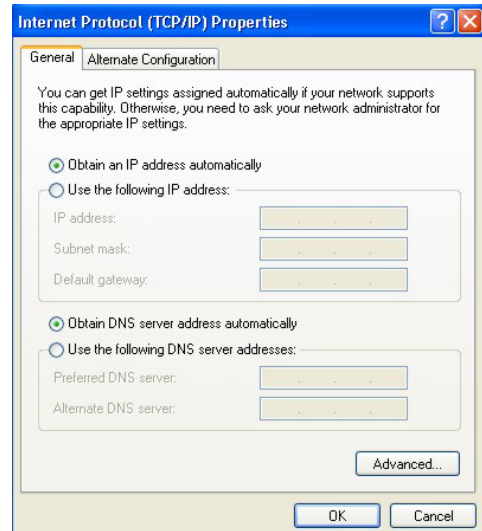 Internet Protocol (TCP/IP) Properties
General
Alternate Configuration
You can get IP settings assigned automatically if your network supports
this capability. Otherwise, you need to ask your network administrator for
the appropriate IP settings.
Obtain an IP address automatically
Use the following IP address:
IP address:
Subnet mask:
Default gateway:
Obtain DNS server address automatically
Use the following DNS server addresses:
Preferred DNS server:
Alternate DNS server:
Advanced...
OK
Cancel